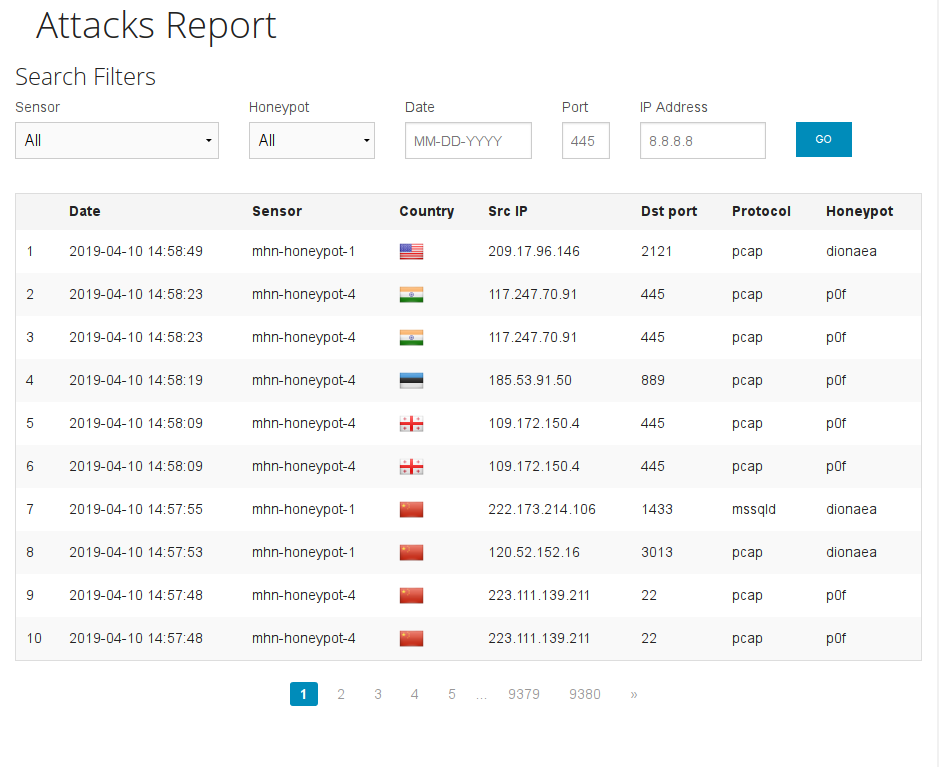 Attacks Report
Search Filters
Sensor Honeypot Date Port IP Address
All All MM-DD-YYYY 445 8.8.8.8 GO
Date Sensor Country Src IP Dst port Protocol Honeypot
1 2019-04-10 14:58:49 mhn-honeypot-1 209.17.96.146 2121 pcap dionaea
2 2019-04-10 14:58:23 mhn-honeypot-4 117.247.70.91 445 pcap p0f
3 2019-04-10 14:58:23 mhn-honeypot-4 117.247.70.91 445 pcap p0f
4 2019-04-10 14:58:19 mhn-honeypot-4 185.53.91.50 889 pcap p0f
5 2019-04-10 14:58:09 mhn-honeypot-4 109.172.150.4 445 pcap p0f
6 2019-04-10 14:58:09 mhn-honeypot-4 109.172.150.4 445 pcap p0f
7 2019-04-10 14:57:55 mhn-honeypot-1 222.173.214.106 1433 mssqld dionaea
8 2019-04-10 14:57:53 mhn-honeypot-1 120.52.152.16 3013 pcap dionaea
9 2019-04-10 14:57:48 mhn-honeypot-4 223.111.139.211 22 pcap p0f
10 2019-04-10 14:57:48 mhn-honeypot-4 223.111.139.211 22 pcap p0f
1 2 3 4 5 ... 9379 9380 »